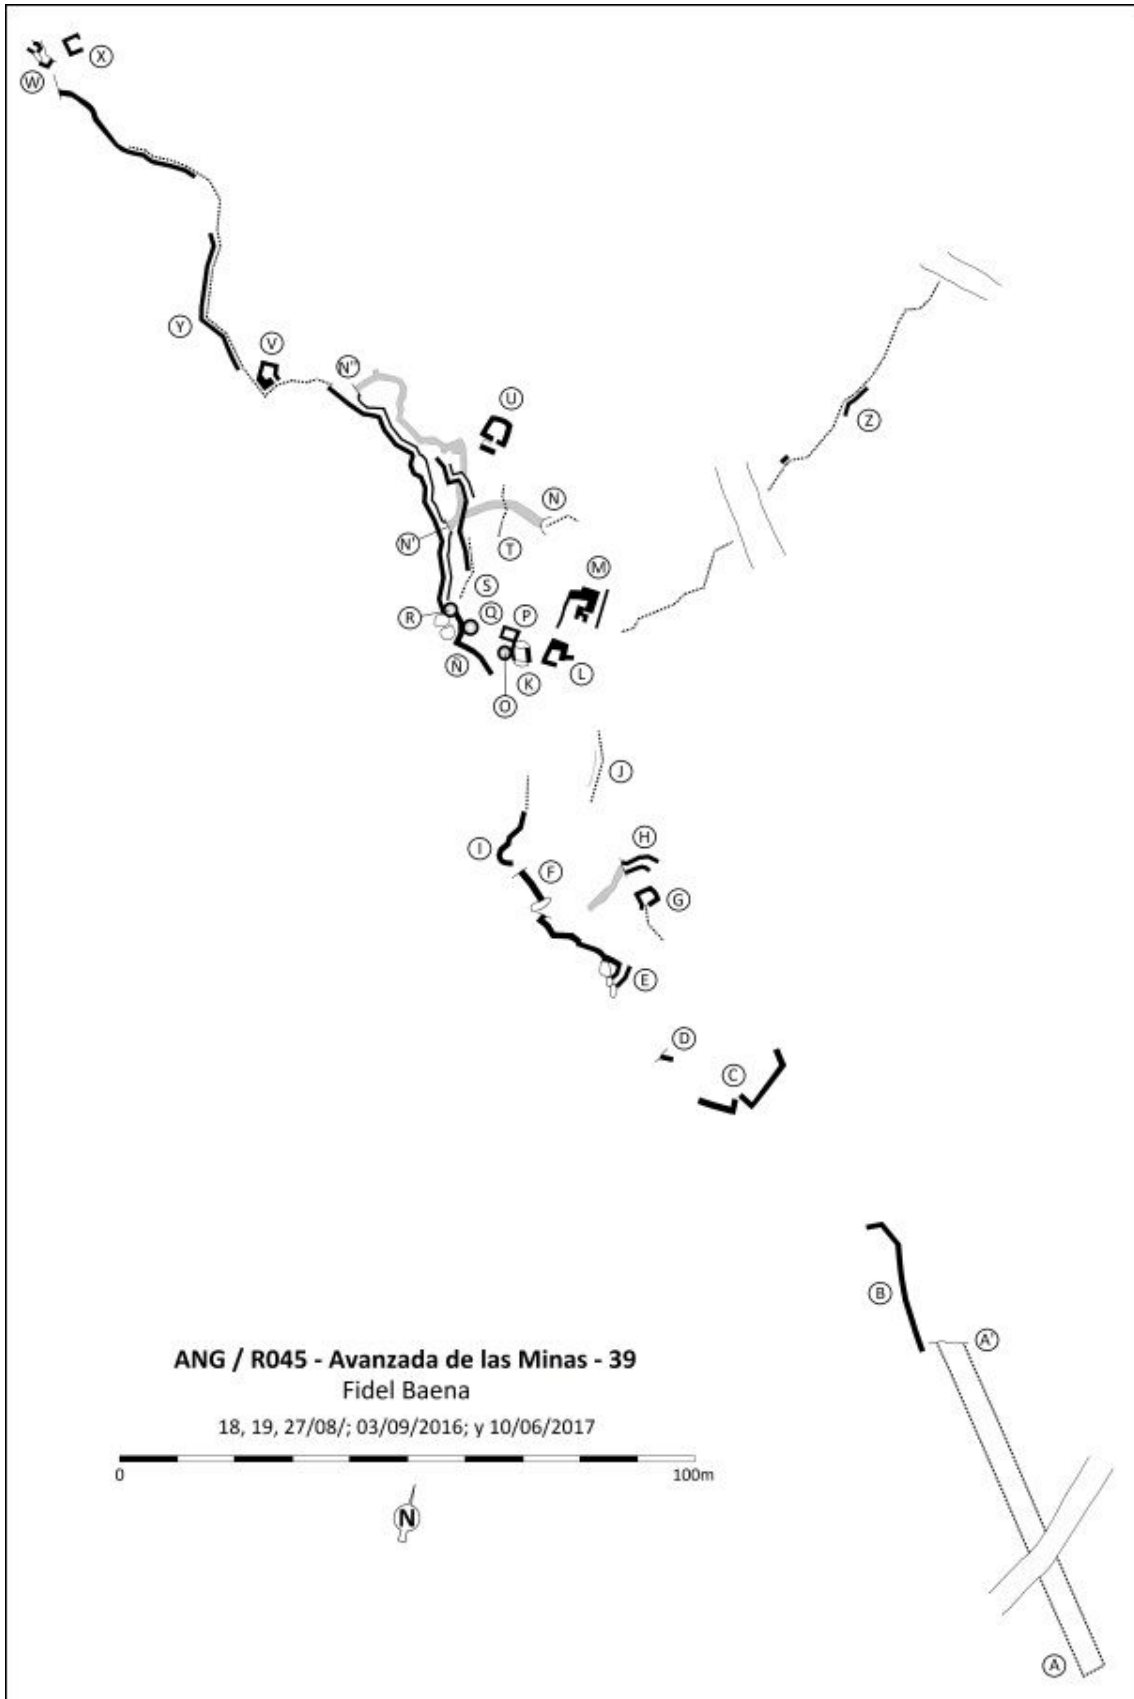 X
W
Y
V
N''
U
Z
N
N'
T
M
S
R
Q
P
Ñ
L
K
O
J
H
I
F
G
E
D
C
B
A'
ANG / R045 - Avanzada de las Minas - 39
Fidel Baena
18, 19, 27/08/; 03/09/2016; y 10/06/2017
0 100m
N
A